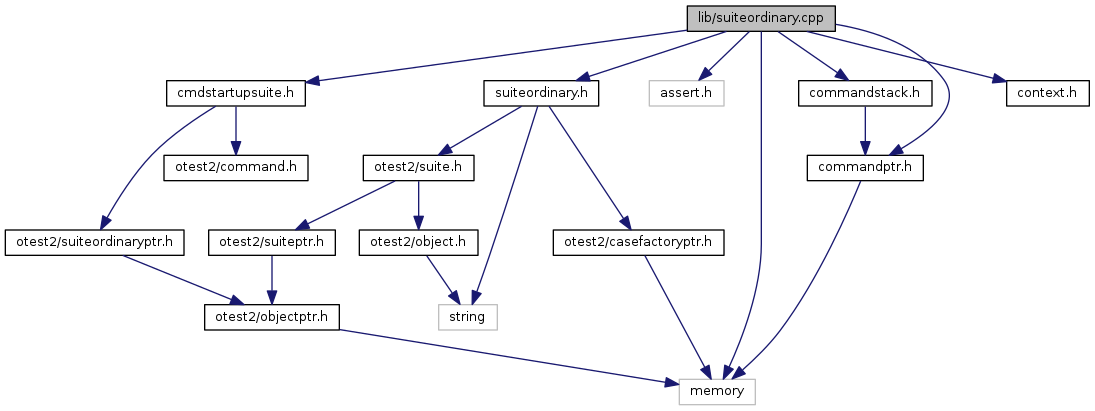 lib/suiteordinary.cpp
cmdstartupsuite.h
suiteordinary.h
assert.h
commandstack.h
context.h
otest2/command.h
otest2/suite.h
commandptr.h
otest2/suiteordinaryptr.h
otest2/suiteptr.h
otest2/object.h
otest2/casefactoryptr.h
otest2/objectptr.h
string
memory